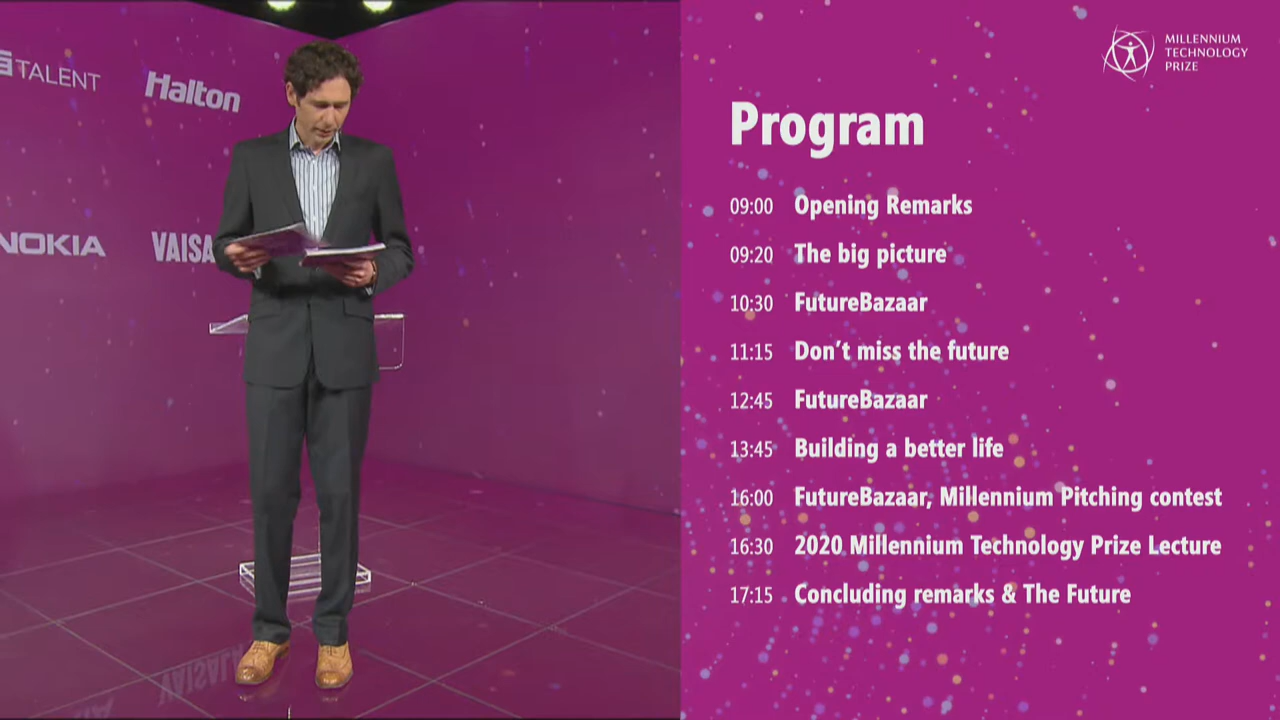 TALENT
Halton
NOKIA
VAISA
VAISALA
MILLENNIUM
TECHNOLOGY
PRIZE
Program
09:00 Opening Remarks
09:20 The big picture
10:30 FutureBazaar
11:15 Don’t miss the future
12:45 FutureBazaar
13:45 Building a better life
16:00 FutureBazaar, Millennium Pitching contest
16:30 2020 Millennium Technology Prize Lecture
17:15 Concluding remarks & The Future